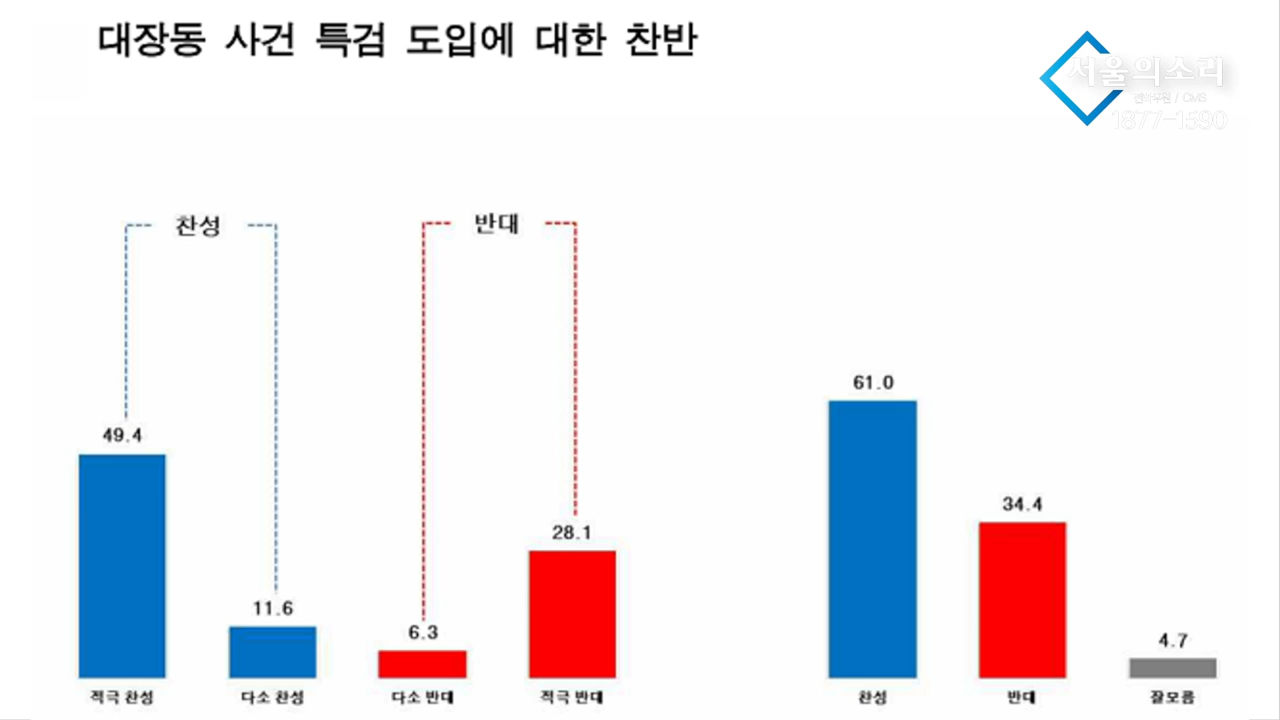 대장동 사건 특검 도입에 대한 찬반
서울의소리
1877-1590
찬성
반대
49.4
11.6
6.3
28.1
61.0
34.4
4.7
적극 찬성
다소 찬성
다소 반대
적극 반대
찬성
반대
잘모름